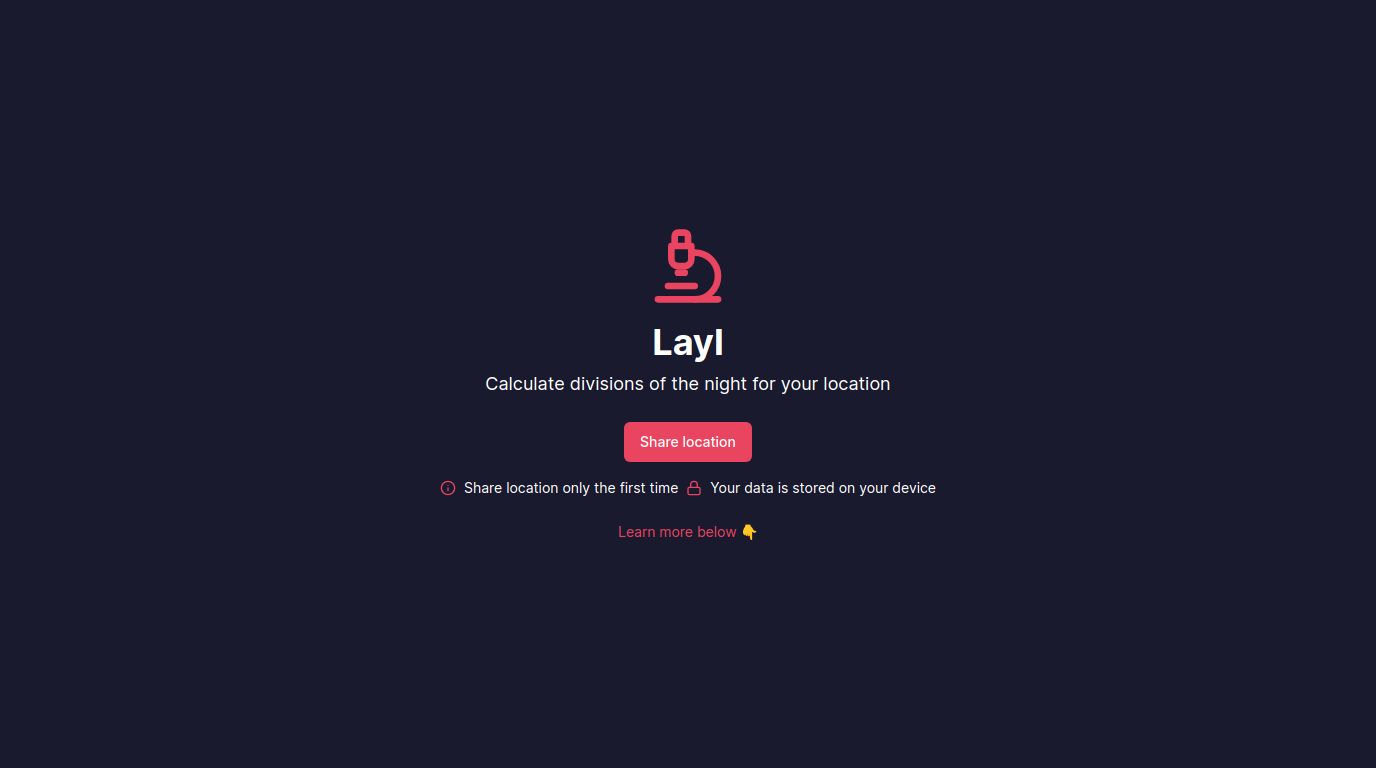 Layl
Calculate divisions of the night for your location
Share location
Share location only the first time Your data is stored on your device
Learn more below 👇